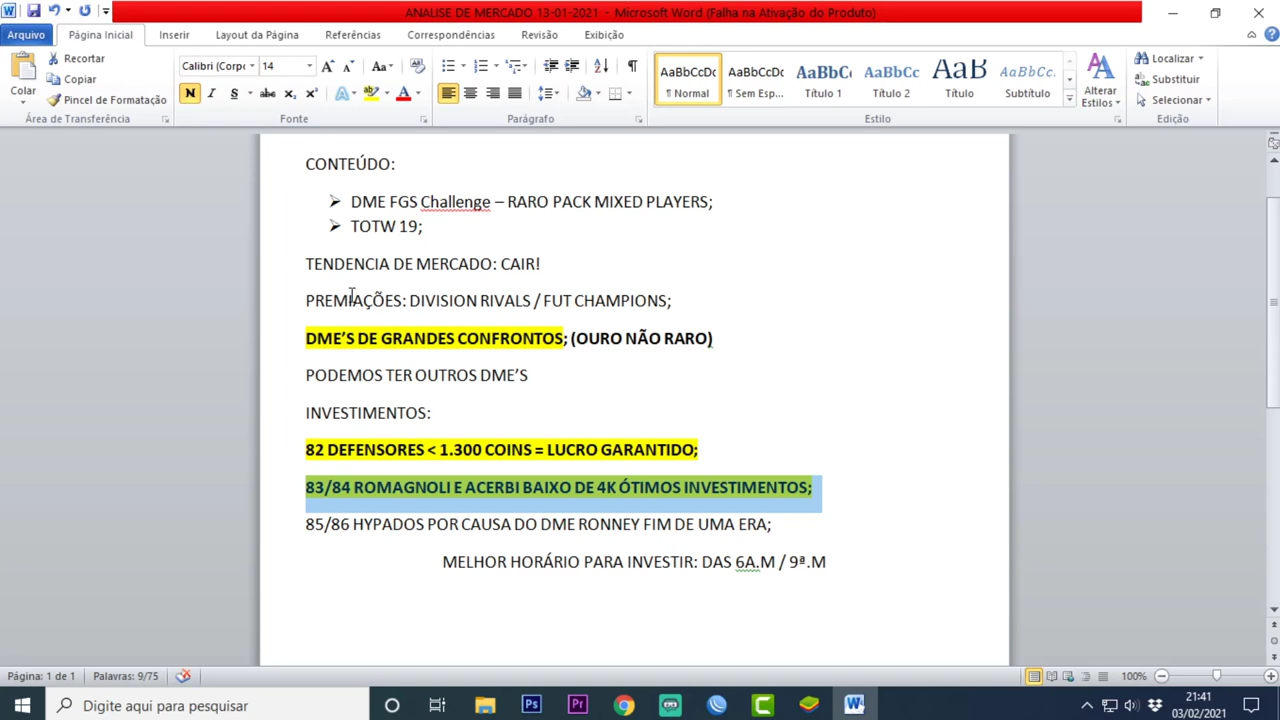 ANALISE DE MERCADO 13-01-2021 - Microsoft Word (Falha na Ativação do Produto)
Arquivo Página Inicial Inserir Layout da Página Referências Correspondências Revisão Exibição
Colar
Recortar
Copiar
Pincel de Formatação
Área de Transferência
Calibri (Corpo 14
N I S abc x₂ x² A
Fonte
Parágrafo
AaBbCcDc AaBbCcDc AaBbC AaBbCc AaB AaBbCc.
¶ Normal ¶ Sem Esp... Título 1 Título 2 Título Subtítulo
Alterar Estilos
Estilo
Localizar
Substituir
Selecionar
Edição
CONTEÚDO:
DME FGS Challenge – RARO PACK MIXED PLAYERS;
TOTW 19;
TENDENCIA DE MERCADO: CAIR!
PREMIAÇÕES: DIVISION RIVALS / FUT CHAMPIONS;
DME’S DE GRANDES CONFRONTOS; (OURO NÃO RARO)
PODEMOS TER OUTROS DME’S
INVESTIMENTOS:
82 DEFENSORES < 1.300 COINS = LUCRO GARANTIDO;
83/84 ROMAGNOLI E ACERBI BAIXO DE 4K ÓTIMOS INVESTIMENTOS;
85/86 HYPADOS POR CAUSA DO DME RONNEY FIM DE UMA ERA;
MELHOR HORÁRIO PARA INVESTIR: DAS 6A.M / 9ª.M
Página: 1 de 1 Palavras: 9/75 100%
Digite aqui para pesquisar
21:41
03/02/2021